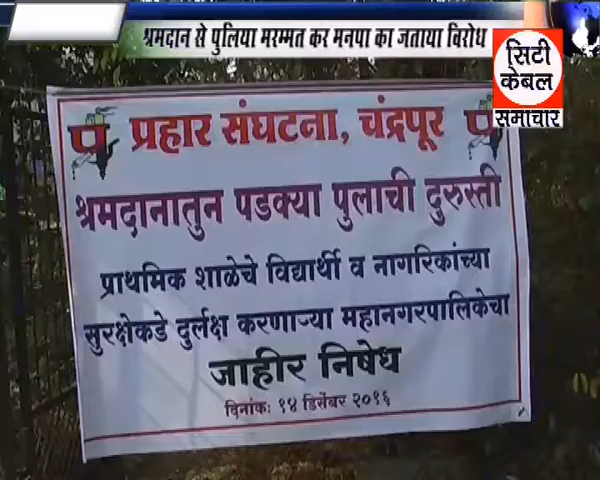 श्रमदान से पुलिया मरम्मत कर मनपा का जताया विरोध
सिटी
केबल
समाचार
प्रहार संघटना, चंद्रपूर
श्रमदानातुन पडक्या पुलाची दुरुस्ती
प्राथमिक शाळेचे विद्यार्थी व नागरिकांच्या
सुरक्षेकडे दुर्लक्ष करणाऱ्या महानगरपालिकेचा
जाहीर निषेध
दिनांक: १४ डिसेंबर २०१६